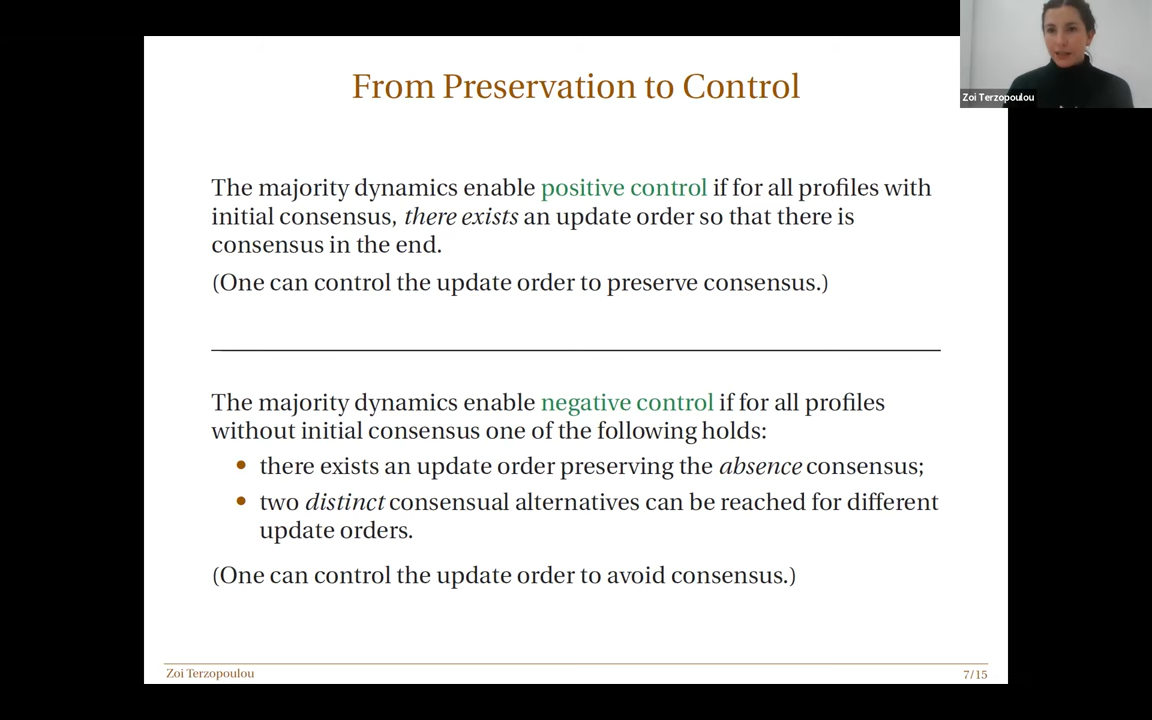 From Preservation to Control
Zoi Terzopoulou
The majority dynamics enable positive control if for all profiles with
initial consensus, there exists an update order so that there is
consensus in the end.
(One can control the update order to preserve consensus.)
The majority dynamics enable negative control if for all profiles
without initial consensus one of the following holds:
• there exists an update order preserving the absence consensus;
• two distinct consensual alternatives can be reached for different
update orders.
(One can control the update order to avoid consensus.)
Zoi Terzopoulou
7/15